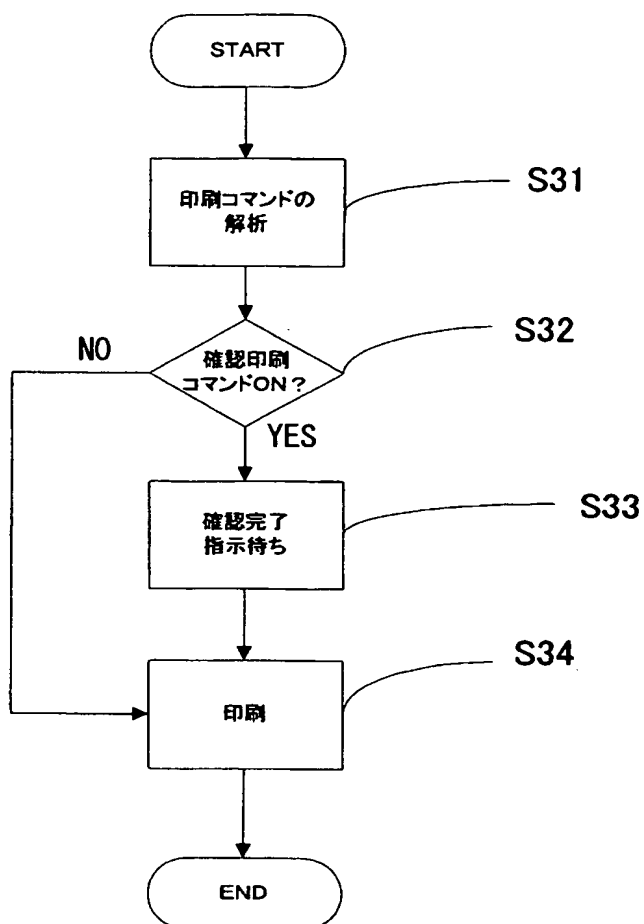 START
印刷コマンドの
解析
S31
確認印刷
コマンドON?
S32
NO
YES
確認完了
指示待ち
S33
印刷
S34
END